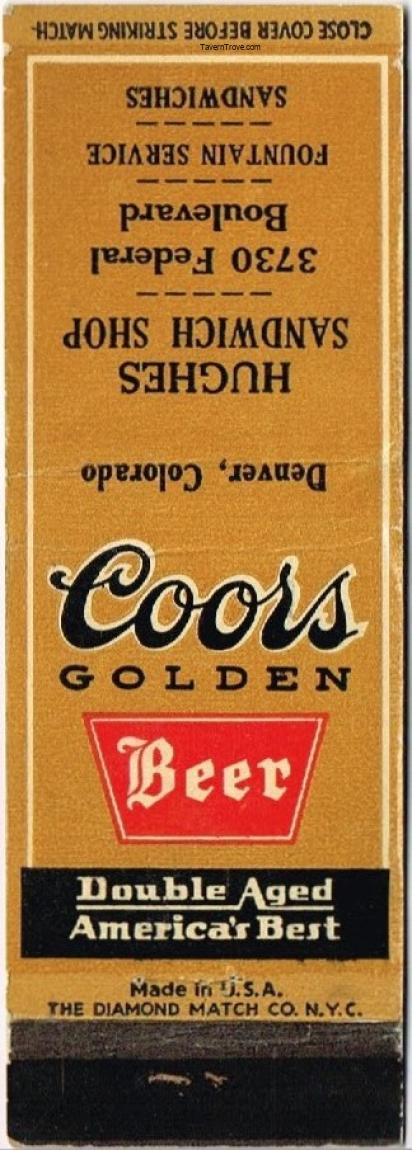 CLOSE COVER BEFORE STRIKING MATCH
TavernTrove.com
SANDWICHES
FOUNTAIN SERVICE
3730 Federal
Boulevard
HUGHES
SANDWICH SHOP
Denver, Colorado
Coors
GOLDEN
Beer
Double Aged
America's Best
Made in U.S.A.
THE DIAMOND MATCH CO. N.Y.C.